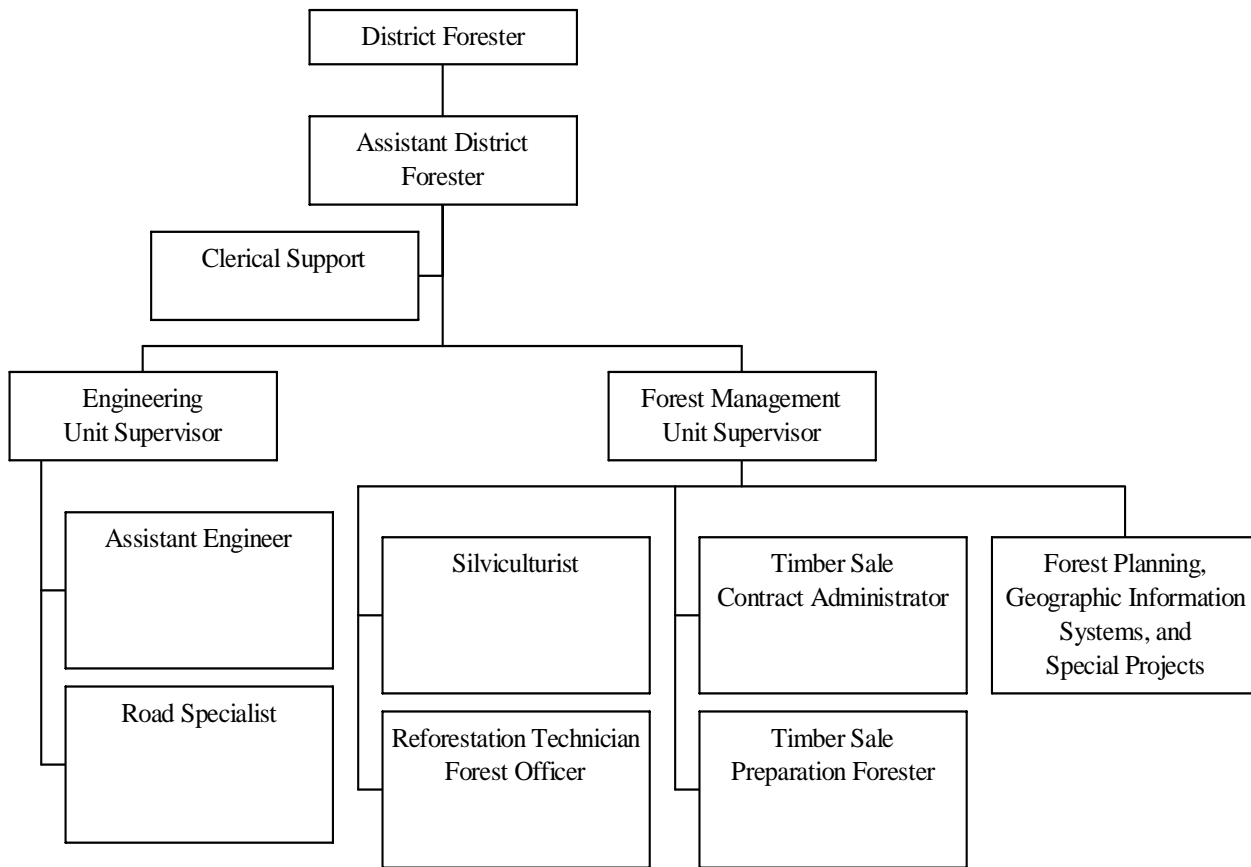 District Forester
Assistant District
Forester
Clerical Support
Engineering
Unit Supervisor
Forest Management
Unit Supervisor
Assistant Engineer
Road Specialist
Silviculturist
Reforestation Technician
Forest Officer
Timber Sale
Contract Administrator
Timber Sale
Preparation Forester
Forest Planning,
Geographic Information
Systems, and
Special Projects